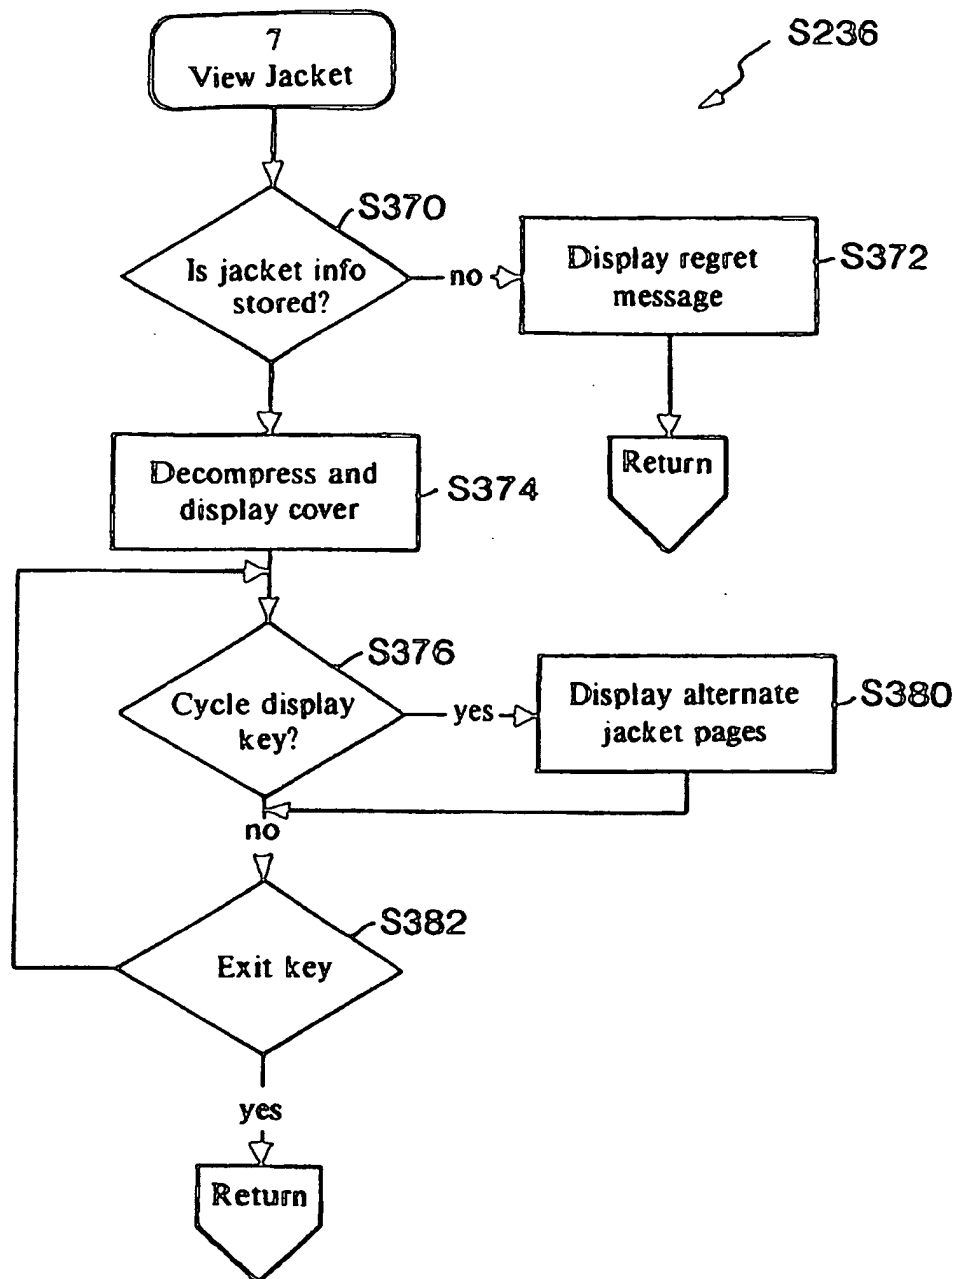 S236
7
View Jacket
S370
Is jacket info
stored?
no
Display regret
message
S372
Return
Decompress and
display cover
S374
S376
Cycle display
key?
yes
Display alternate
jacket pages
S380
no
S382
Exit key
yes
Return